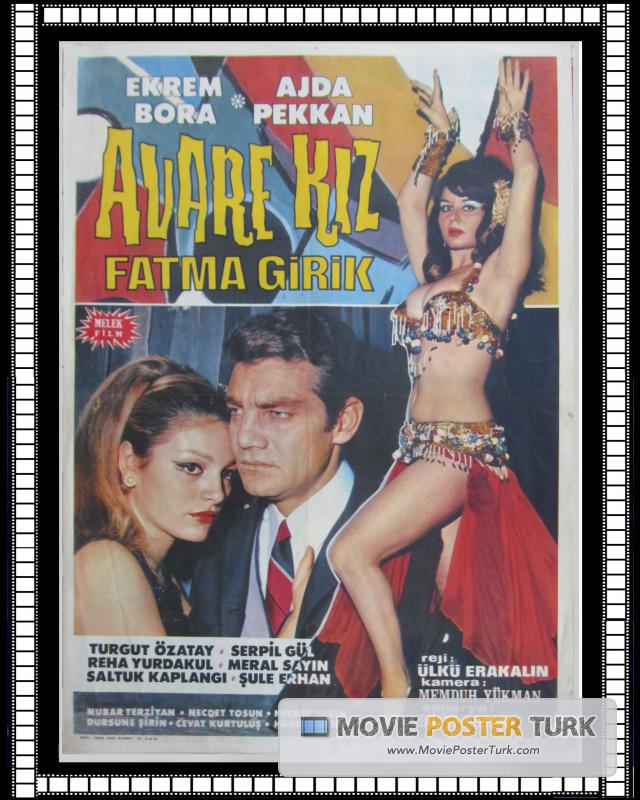 EKREM BORA * AJDA PEKKAN
AVARE KIZ
FATMA GİRİK
MELEK FİLM
TURGUT ÖZATAY * SERPİL GÜL
REHA YURDAKUL * MERAL SAYIN
SALTUK KAPLANGI * ŞULE ERHAN
reji:
ÜLKÜ ERAKALIN
kamera:
MEMDUH YÜKMAN
senaryo:
NUBAR TERZİYAN * NECDET TOSUN
DURSUNE ŞİRİN * CEVAT KURTULUŞ
MOVIE POSTER TURK
www.MoviePosterTurk.com